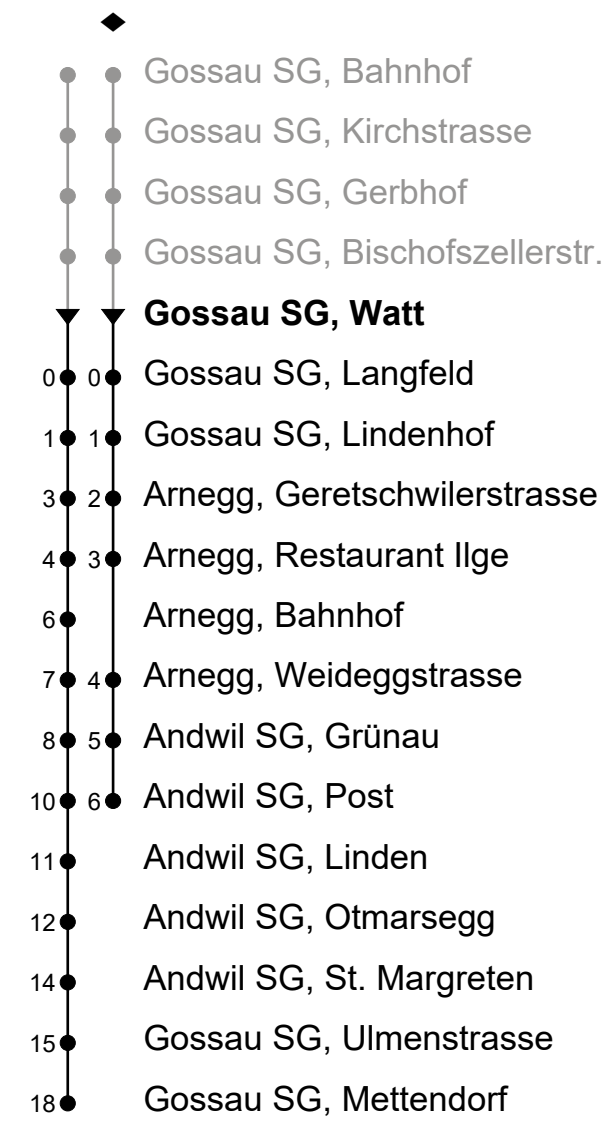 Gossau SG, Bahnhof
Gossau SG, Kirchstrasse
Gossau SG, Gerbhof
Gossau SG, Bischofszellerstr.
Gossau SG, Watt
0 0 Gossau SG, Langfeld
1 1 Gossau SG, Lindenhof
3 2 Arnegg, Geretschwilerstrasse
4 3 Arnegg, Restaurant Ilge
6 Arnegg, Bahnhof
7 4 Arnegg, Weideggstrasse
8 5 Andwil SG, Grünau
10 6 Andwil SG, Post
11 Andwil SG, Linden
12 Andwil SG, Otmarsegg
14 Andwil SG, St. Margreten
15 Gossau SG, Ulmenstrasse
18 Gossau SG, Mettendorf